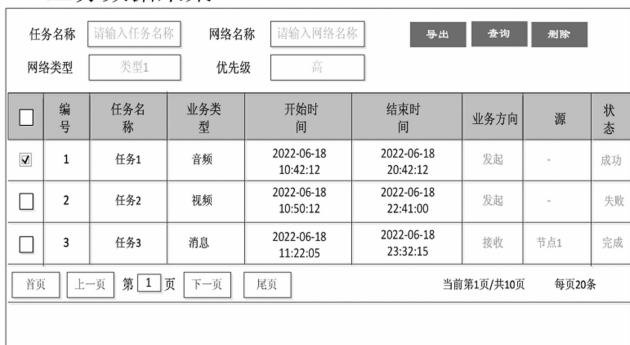 任务名称 请输入任务名称 网络名称 请输入网络名称 导出 查询 删除
网络类型 类型1 优先级 高
编号 任务名称 业务类型 开始时间 结束时间 业务方向 源 状态
1 任务1 音频 2022-06-18 10:42:12 2022-06-18 20:42:12 发起 - 成功
2 任务2 视频 2022-06-18 10:50:12 2022-06-18 22:41:00 发起 - 失败
3 任务3 消息 2022-06-18 11:22:05 2022-06-18 23:32:15 接收 节点1 完成
首页 上一页 第 1 页 下一页 尾页 当前第1页/共10页 每页20条